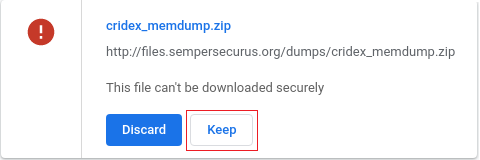 cridex_memdump.zip
http://files.sempersecurus.org/dumps/cridex_memdump.zip
This file can't be downloaded securely
Discard Keep